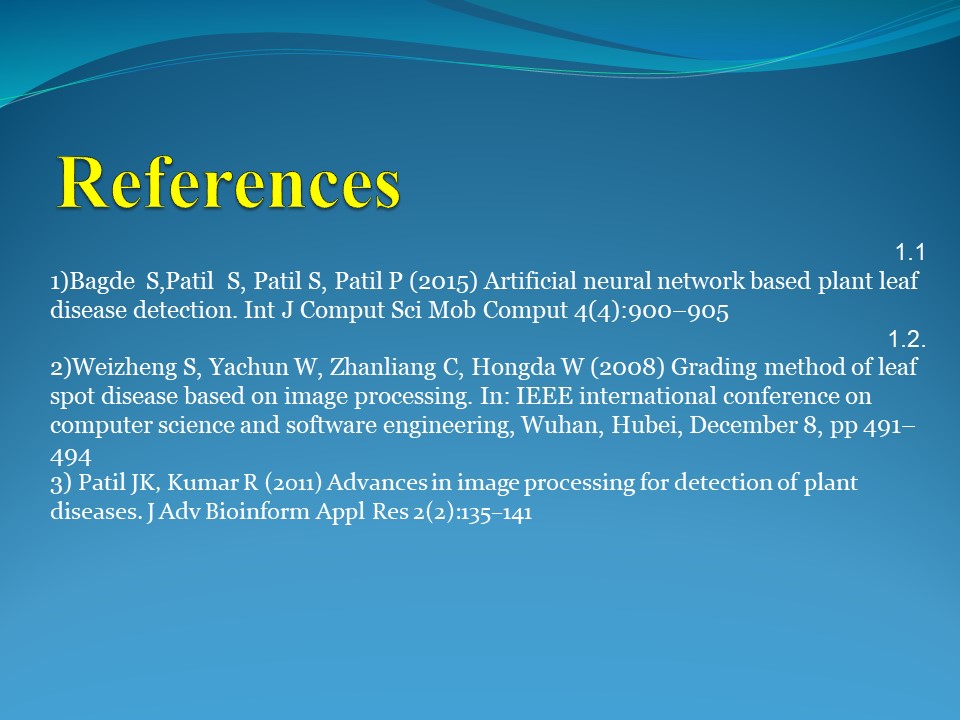 References
1.1
1)Bagde  S,Patil  S, Patil S, Patil P (2015) Artificial neural network based plant leaf
disease detection. Int J Comput Sci Mob Comput 4(4):900–905
1.2.
2)Weizheng S, Yachun W, Zhanliang C, Hongda W (2008) Grading method of leaf
spot disease based on image processing. In: IEEE international conference on
computer science and software engineering, Wuhan, Hubei, December 8, pp 491–
494
3) Patil JK, Kumar R (2011) Advances in image processing for detection of plant
diseases. J Adv Bioinform Appl Res 2(2):135–141